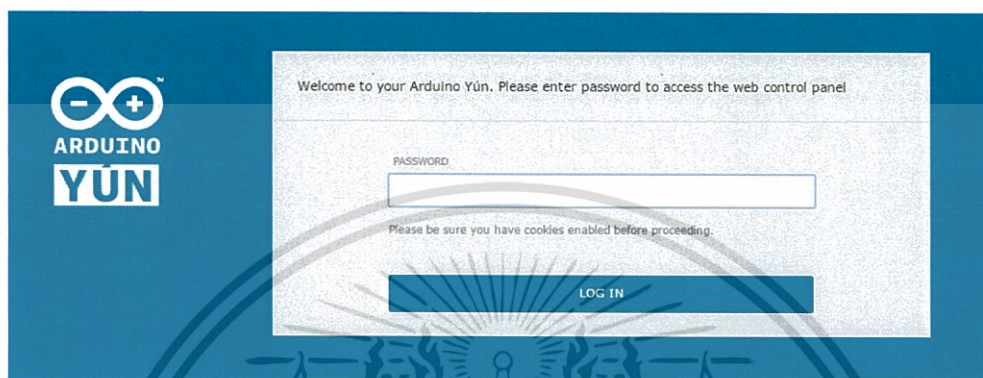 ARDUINO
YÚN
Welcome to your Arduino Yún. Please enter password to access the web control panel
PASSWORD
Please be sure you have cookies enabled before proceeding.
LOG IN